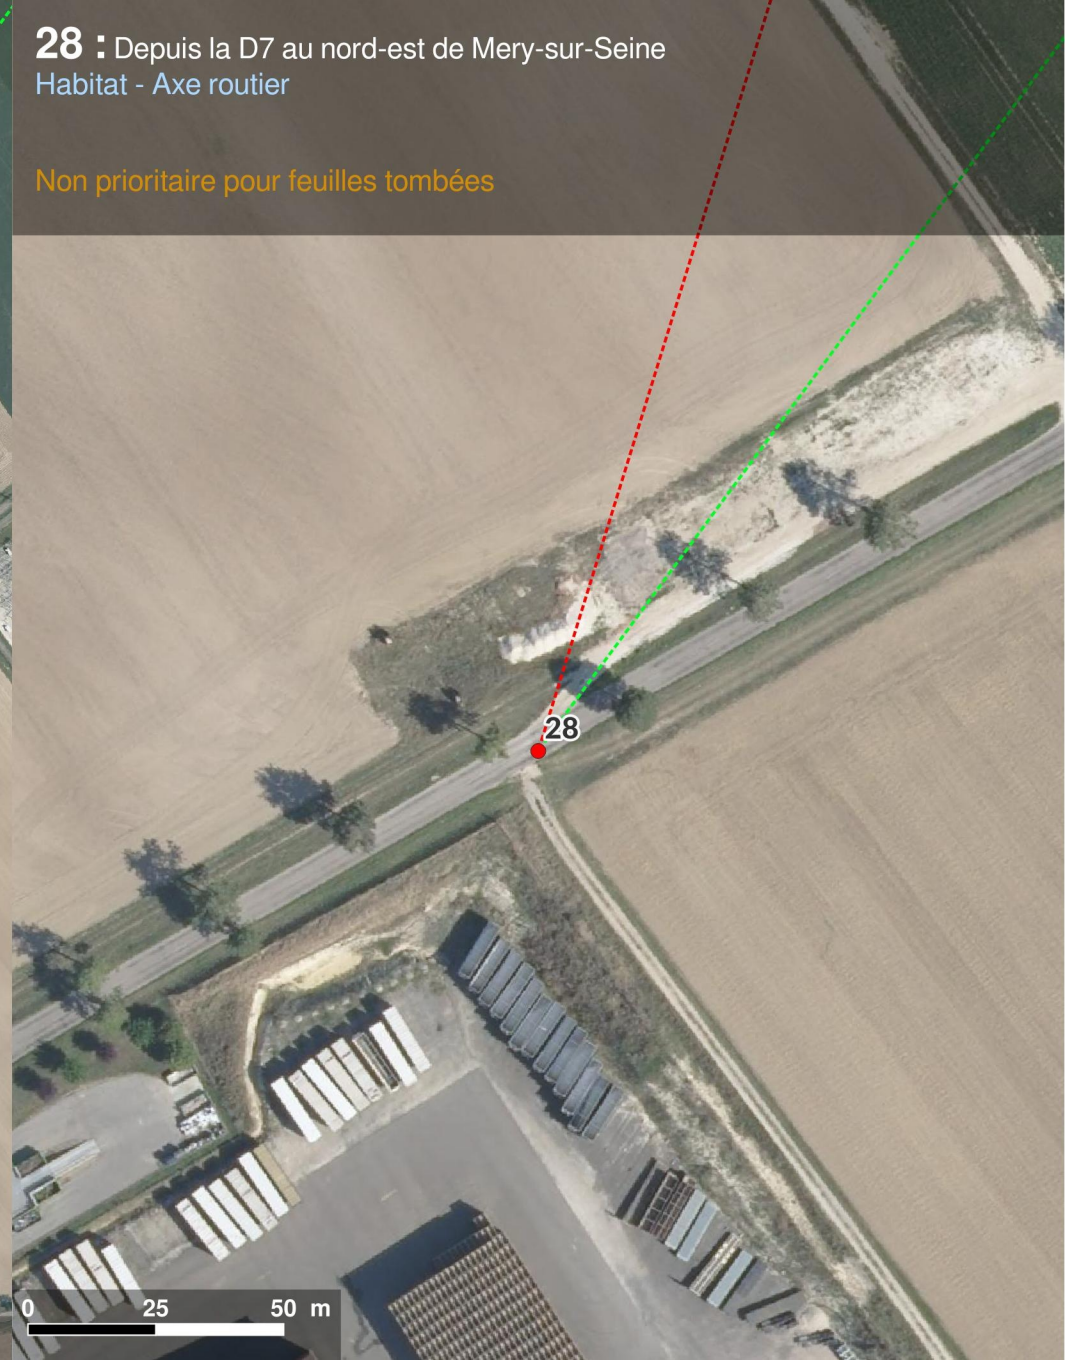 28 : Depuis la D7 au nord-est de Mery-sur-Seine
Habitat - Axe routier
Non prioritaire pour feuilles tombées
28
0 25 50 m